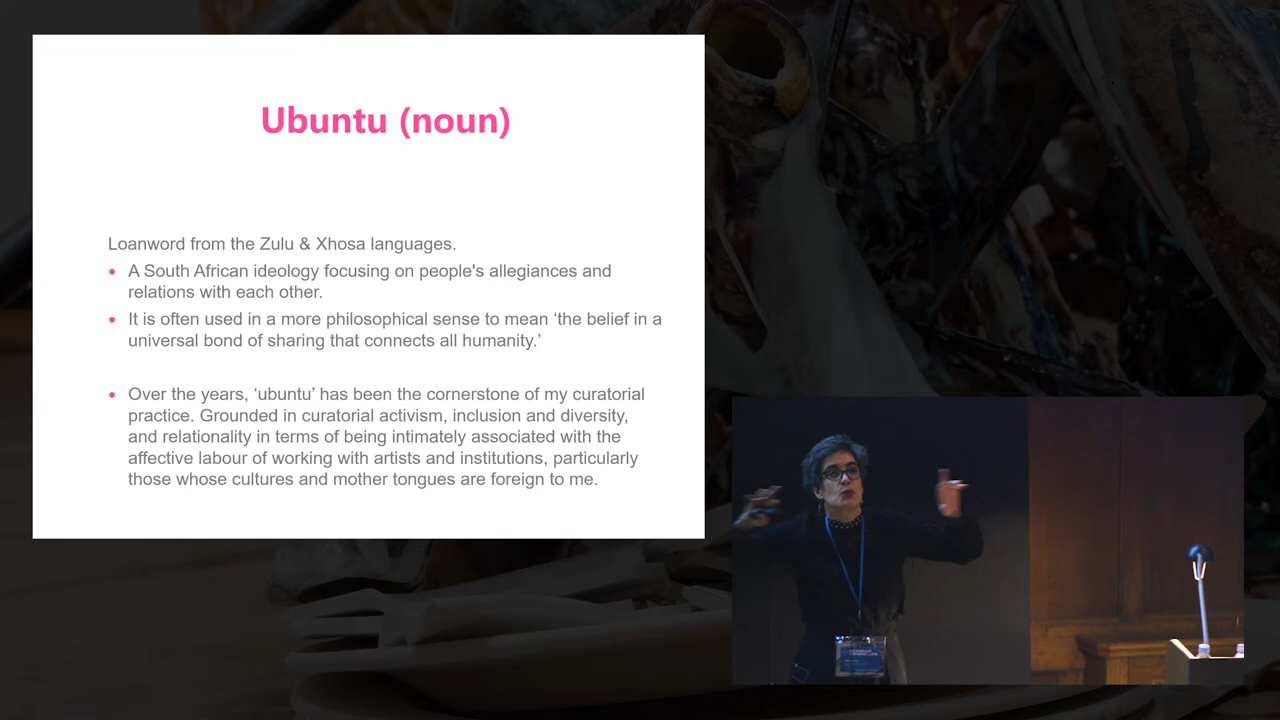 Ubuntu (noun)
Loanword from the Zulu & Xhosa languages.
• A South African ideology focusing on people's allegiances and
relations with each other.
• It is often used in a more philosophical sense to mean ‘the belief in a
universal bond of sharing that connects all humanity.’
• Over the years, ‘ubuntu’ has been the cornerstone of my curatorial
practice. Grounded in curatorial activism, inclusion and diversity,
and relationality in terms of being intimately associated with the
affective labour of working with artists and institutions, particularly
those whose cultures and mother tongues are foreign to me.